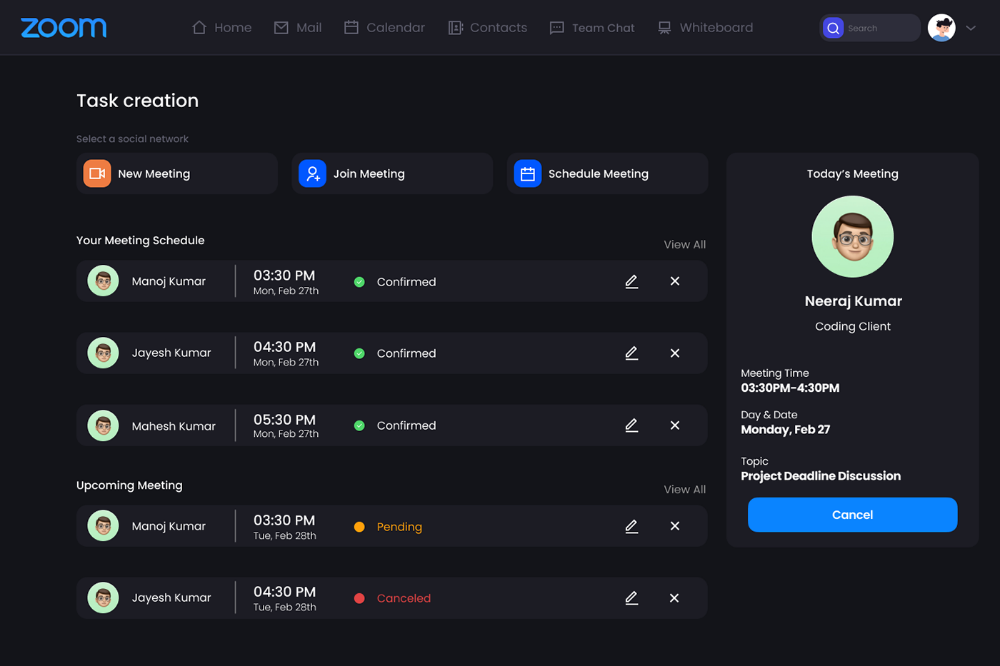 zoom
Home
Mail
Calendar
Contacts
Team Chat
Whiteboard
Search
Task creation
Select a social network
New Meeting
Join Meeting
Schedule Meeting
Your Meeting Schedule
View All
Manoj Kumar
03:30 PM
Mon, Feb 27th
Confirmed
Jayesh Kumar
04:30 PM
Mon, Feb 27th
Confirmed
Mahesh Kumar
05:30 PM
Mon, Feb 27th
Confirmed
Upcoming Meeting
View All
Manoj Kumar
03:30 PM
Tue, Feb 28th
Pending
Jayesh Kumar
04:30 PM
Tue, Feb 28th
Canceled
Today's Meeting
Neeraj Kumar
Coding Client
Meeting Time
03:30PM-4:30PM
Day & Date
Monday, Feb 27
Topic
Project Deadline Discussion
Cancel